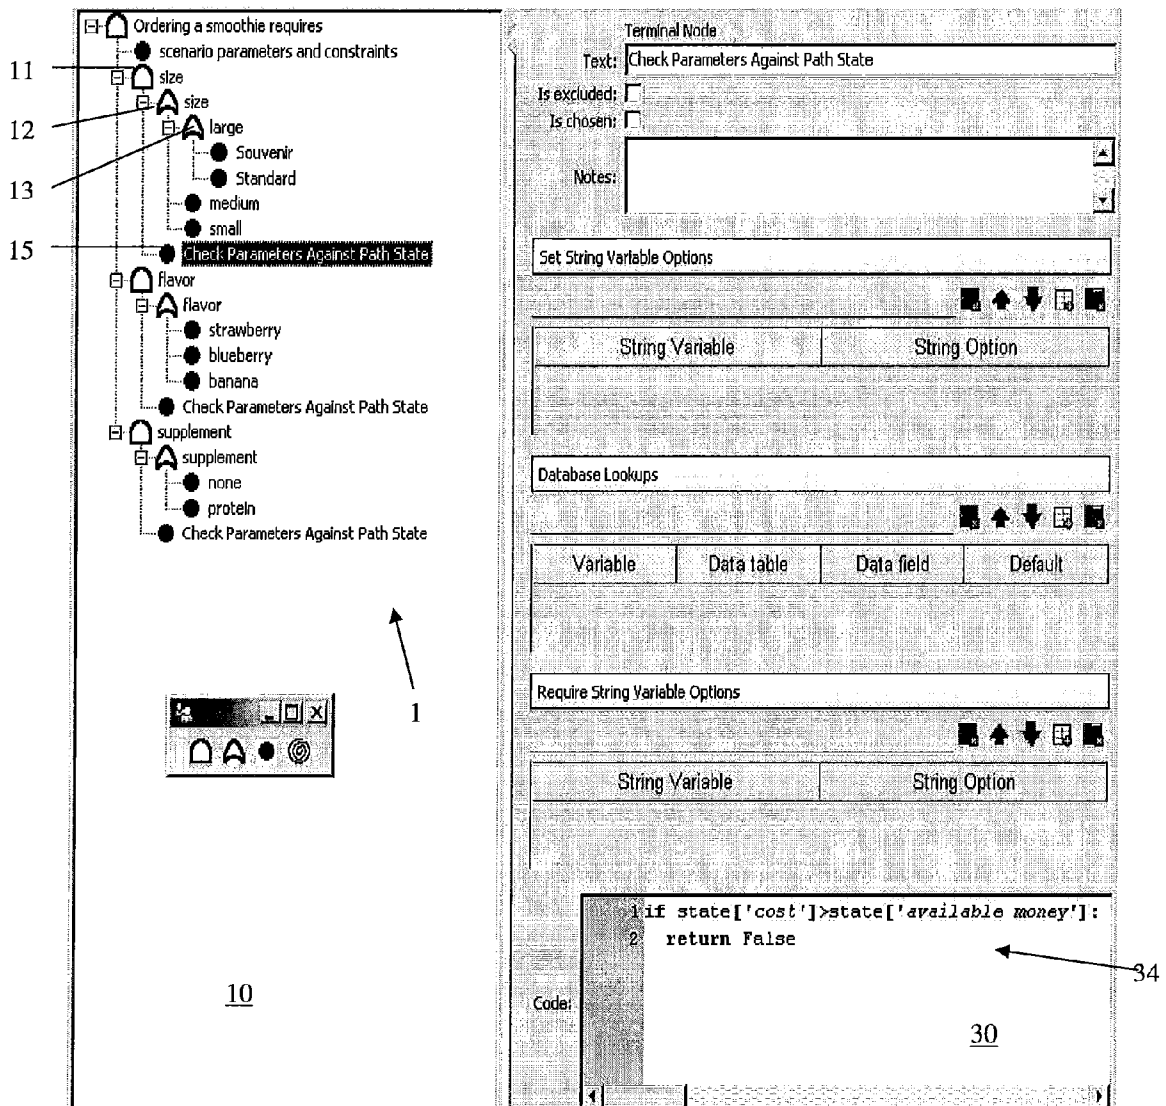 Ordering a smoothie requires
scenario parameters and constraints
11
size
12
size
large
Souvenir
13
Standard
medium
small
15
Check Parameters Against Path State
flavor
flavor
strawberry
blueberry
banana
Check Parameters Against Path State
supplement
supplement
none
protein
Check Parameters Against Path State
1
10
Terminal Node
Text: Check Parameters Against Path State
Is excluded:
Is chosen:
Notes:
Set String Variable Options
String Variable String Option
Database Lookups
Variable Data table Data field Default
Require String Variable Options
String Variable String Option
Code:
1 if state['cost']>state['available money']:
2 return False
34
30